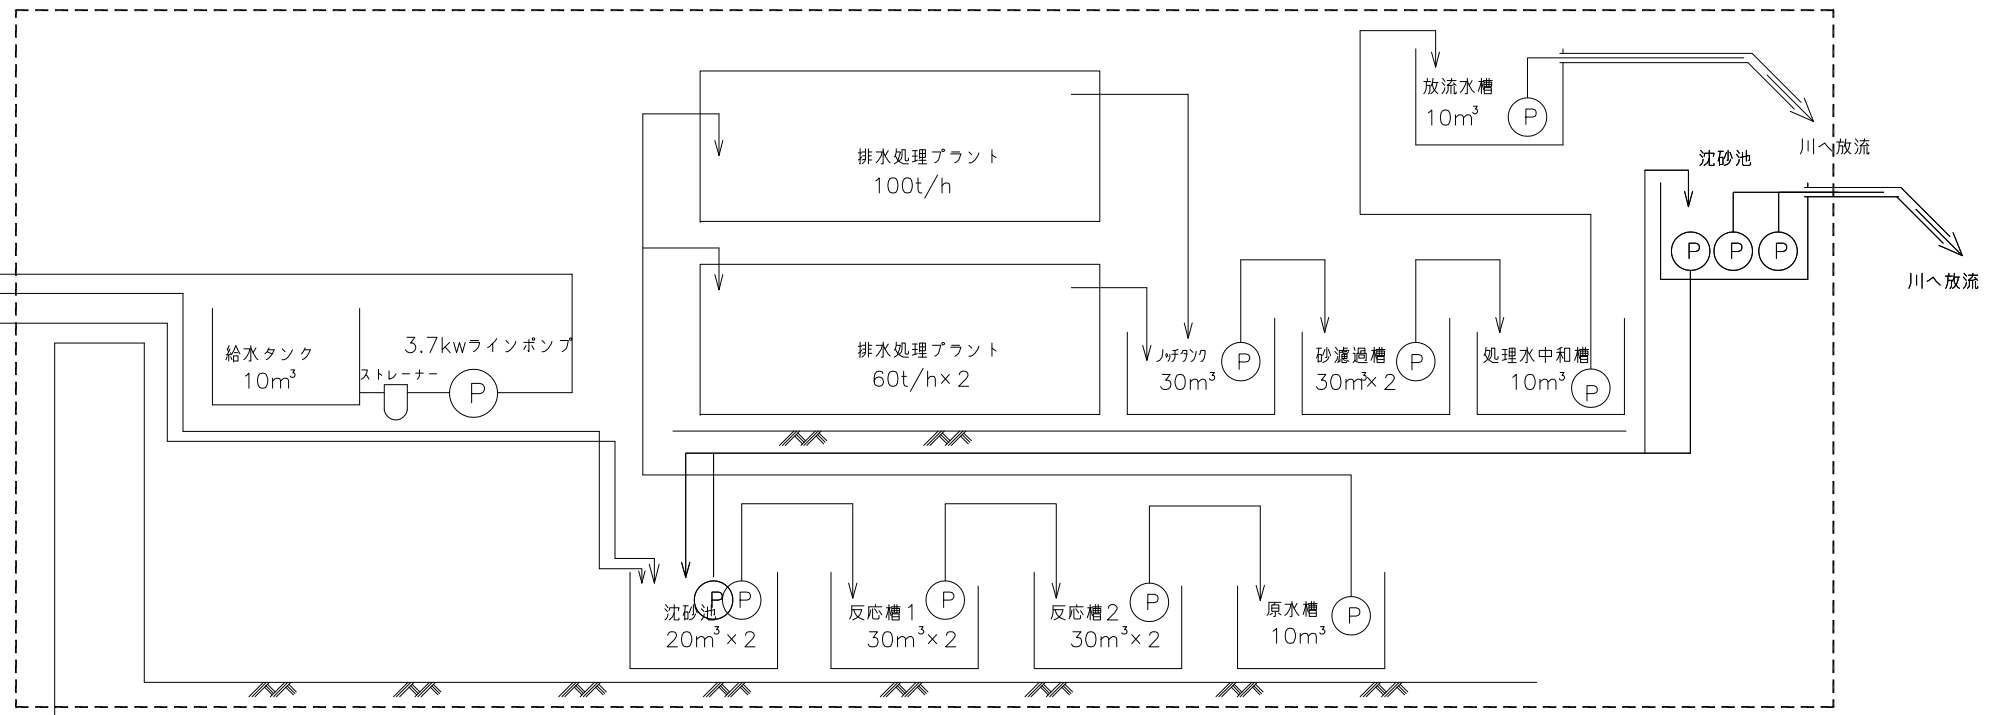 放流水槽
10m³
P
川へ放流
沈砂池
P
P
P
川へ放流
排水処理プラント
100t/h
排水処理プラント
60t/h×2
給水タンク
10m³
ストレーナー
3.7kwラインポンプ
P
ノッチタンク
30m³
P
砂濾過槽
30m³×2
P
処理水中和槽
10m³
P
沈砂池
20m³×2
P
P
反応槽1
30m³×2
P
反応槽2
30m³×2
P
原水槽
10m³
P